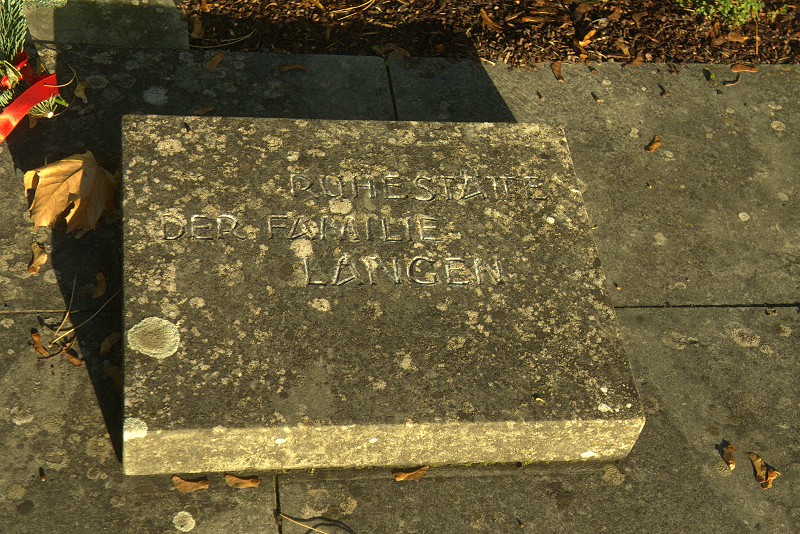 RUHESTÄTTE
DER FAMILIE
LANGEN